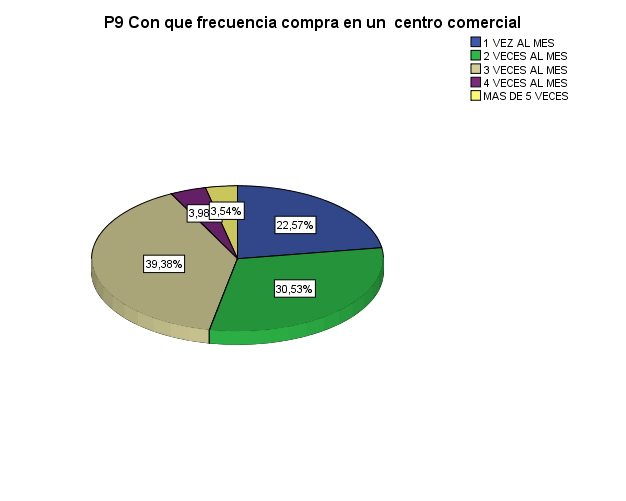 P9 Con que frecuencia compra en un centro comercial
1 VEZ AL MES
2 VECES AL MES
3 VECES AL MES
4 VECES AL MES
MAS DE 5 VECES
3,98
3,54%
22,57%
39,38%
30,53%